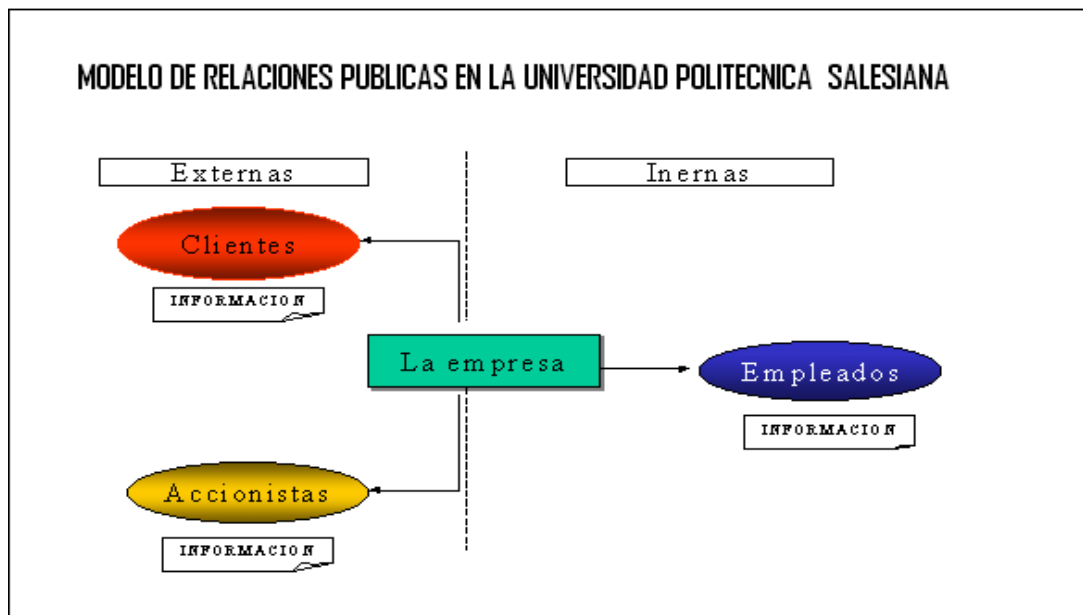 MODELO DE RELACIONES PUBLICAS EN LA UNIVERSIDAD POLITECNICA SALESIANA
Externas
Inernas
Clientes
INFORMACION
La empresa
Empleados
INFORMACION
Accionistas
INFORMACION